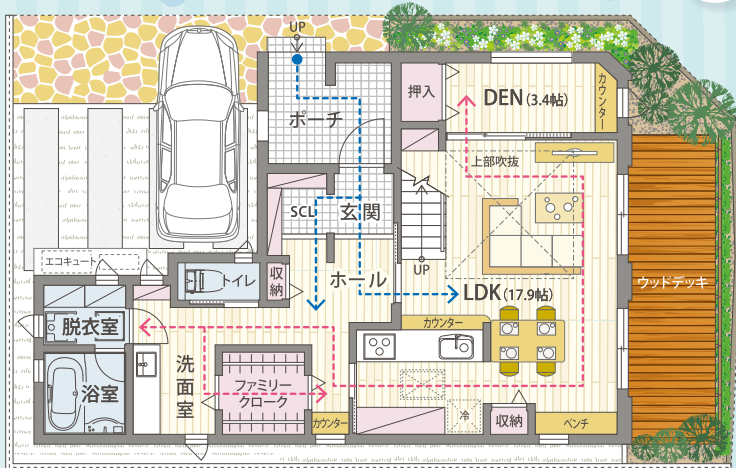 UP
ポーチ
押入
DEN(3.4帖)
カウンター
上部吹抜
SCL
玄関
UP
エコキュート
トイレ
収納
ホール
LDK(17.9帖)
ウッドデッキ
脱衣室
カウンター
浴室
洗面室
ファミリー
クローク
カウンター
冷
収納
ベンチ